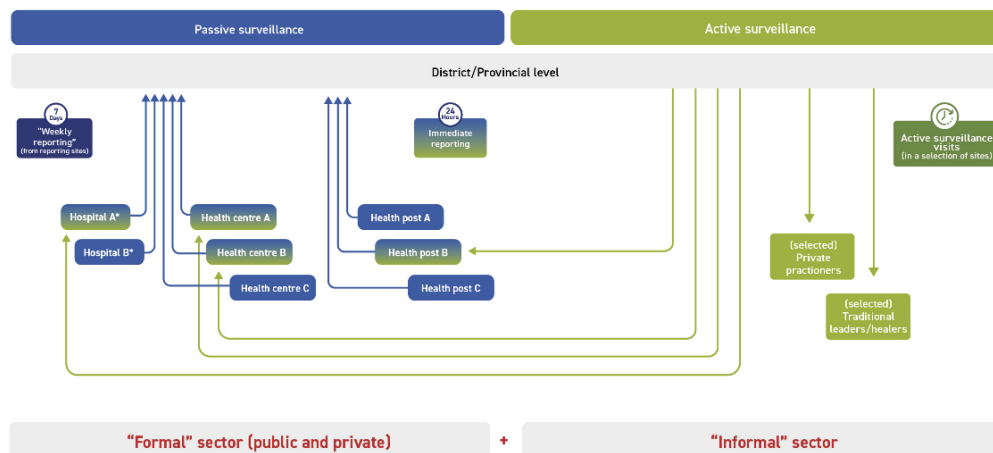 Passive surveillance
Active surveillance
District/Provincial level
7
Days
"Weekly
reporting"
(from reporting sites)
24
Hours
Immediate
reporting
Active surveillance
visits
(in a selection of sites)
Hospital A*
Health centre A
Health post A
Hospital B*
Health centre B
Health post B
Health centre C
Health post C
(selected)
Private
practioners
(selected)
Traditional
leaders/healers
“Formal” sector (public and private)
+
“Informal” sector